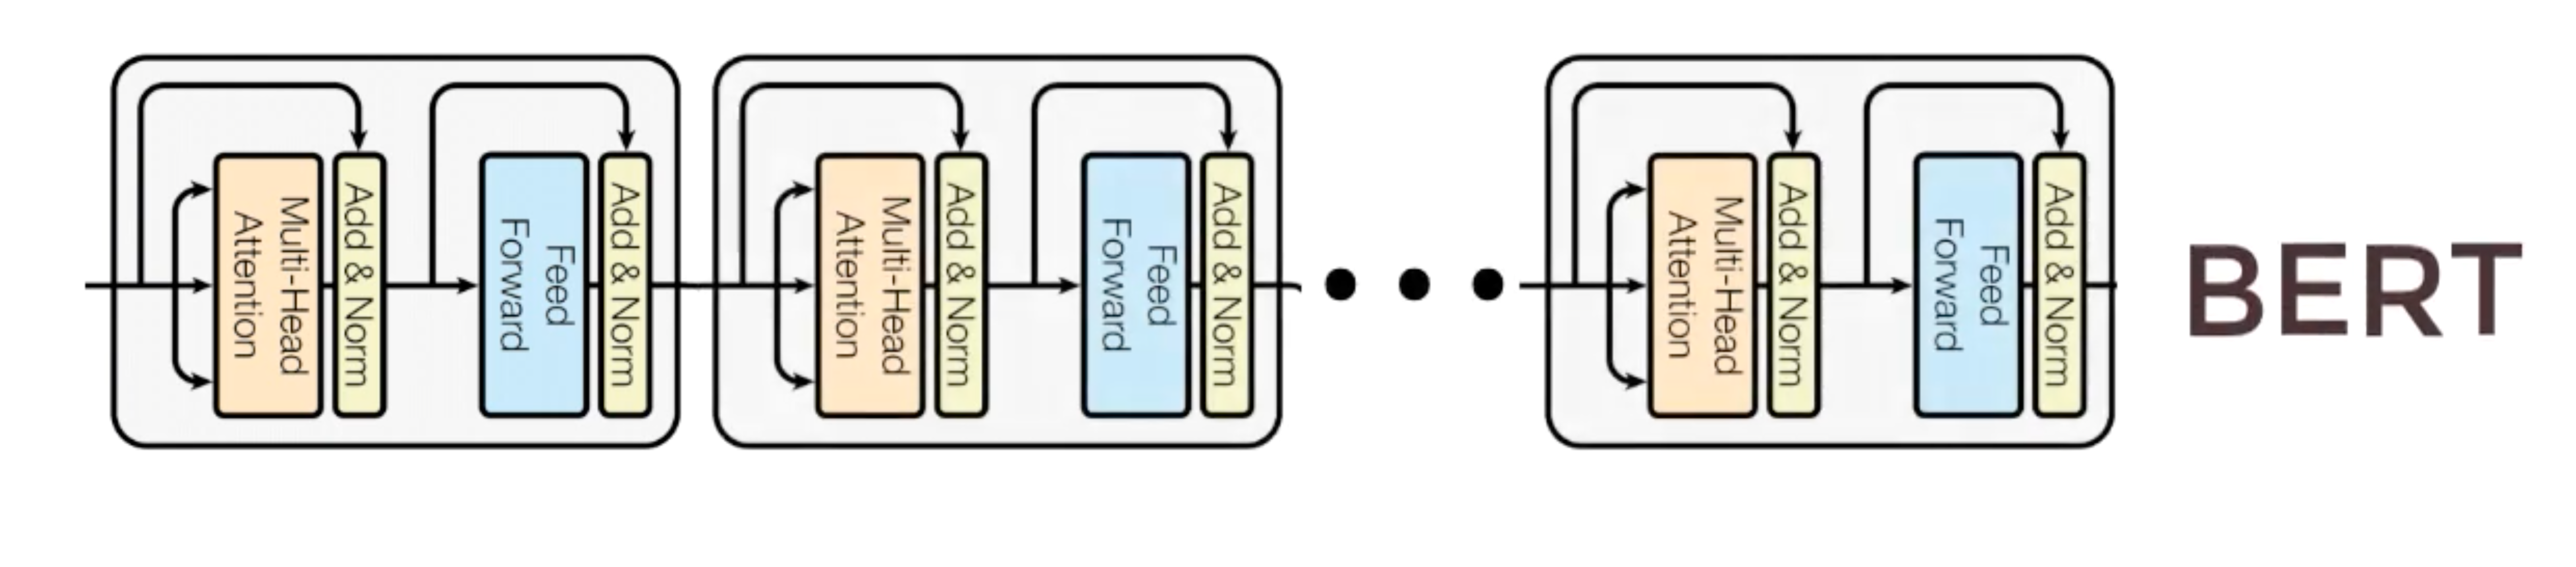 Multi-Head
Attention
Add & Norm
Feed
Forward
Add & Norm
Multi-Head
Attention
Add & Norm
Feed
Forward
Add & Norm
Multi-Head
Attention
Add & Norm
Feed
Forward
Add & Norm
BERT